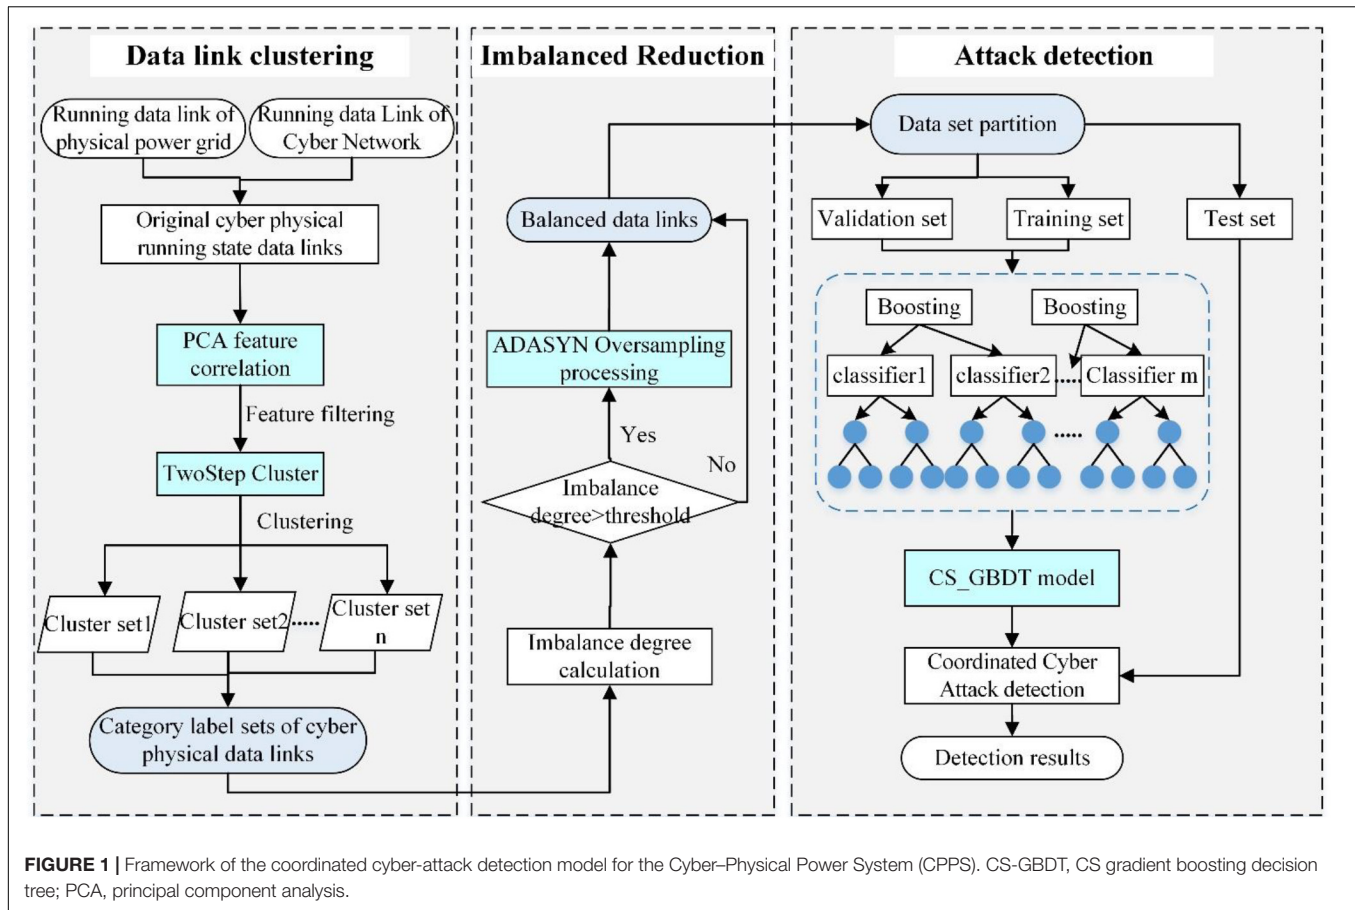 Data link clustering
Running data link of
physical power grid
Running data Link of
Cyber Network
Original cyber physical
running state data links
PCA feature
correlation
Feature filtering
TwoStep Cluster
Clustering
Cluster set1
Cluster set2
.....
Cluster set
n
Category label sets of cyber
physical data links
Imbalanced Reduction
Balanced data links
ADASYN Oversampling
processing
Yes
No
Imbalance
degree>threshold
Imbalance degree
calculation
Attack detection
Data set partition
Validation set
Training set
Test set
Boosting
Boosting
classifier1
classifier2
.....
Classifier m
.....
CS_GBDT model
Coordinated Cyber
Attack detection
Detection results
FIGURE 1 | Framework of the coordinated cyber-attack detection model for the Cyber–Physical Power System (CPPS). CS-GBDT, CS gradient boosting decision
tree; PCA, principal component analysis.